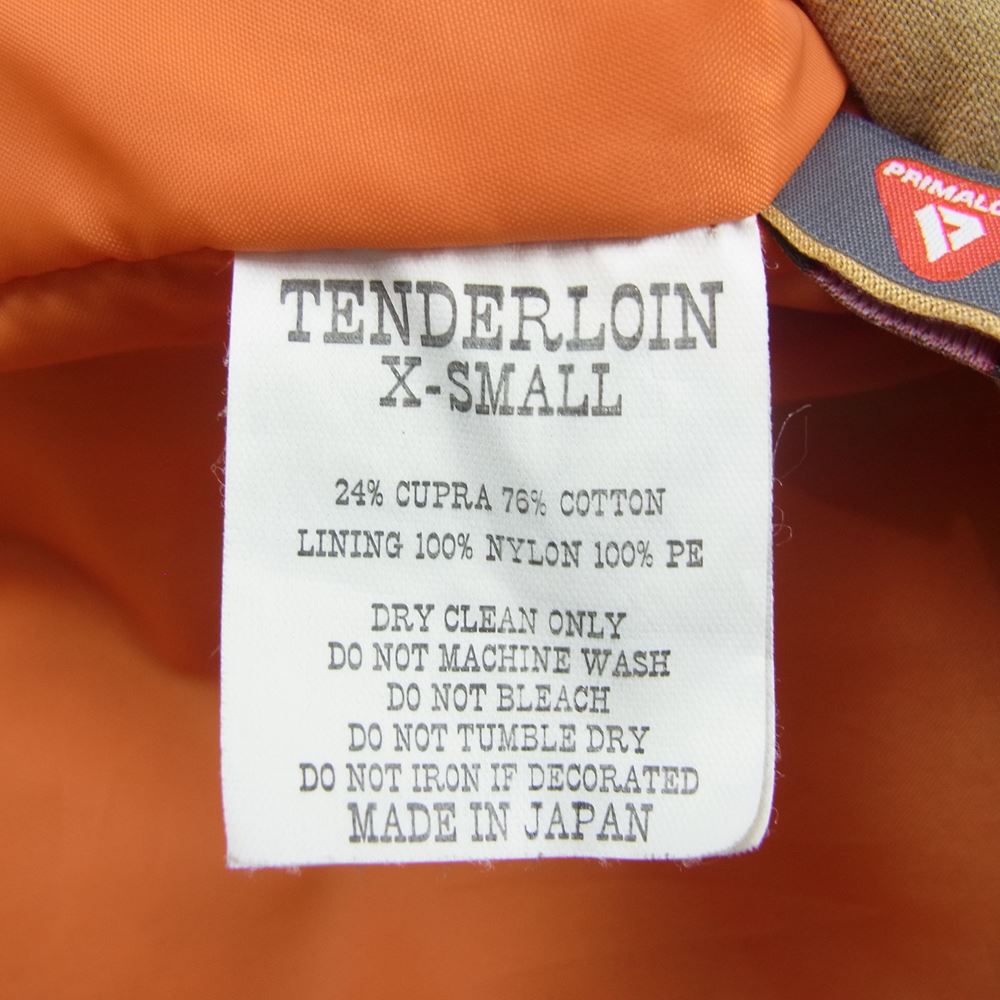 PRIMALO
TENDERLOIN
X-SMALL
24% CUPRA 76% COTTON
LINING 100% NYLON 100% PE
DRY CLEAN ONLY
DO NOT MACHINE WASH
DO NOT BLEACH
DO NOT TUMBLE DRY
DO NOT IRON IF DECORATED
MADE IN JAPAN